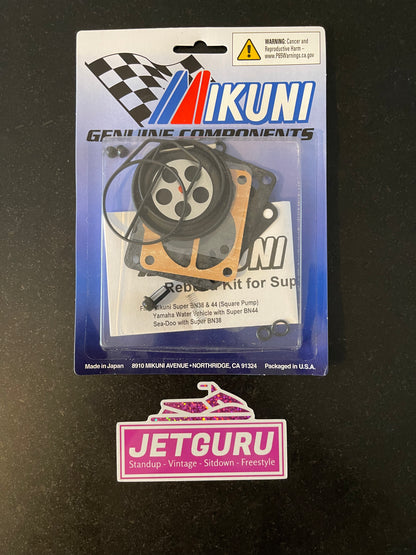 WARNING: Cancer and
Reproductive Harm -
www.P65Warnings.ca.gov
MIKUNI
GENUINE COMPONENTS
MIKUNI
Kit for Sup
Mikuni Super BN38 & 44 (Square Pump)
Yamaha Water Vehicle with Super BN44
Sea-Doo with Super BN38
Made in Japan
8910 MIKUNI AVENUE • NORTHRIDGE, CA 91324
Packaged in U.S.A.
JETGURU
Standup - Vintage - Sitdown - Freestyle